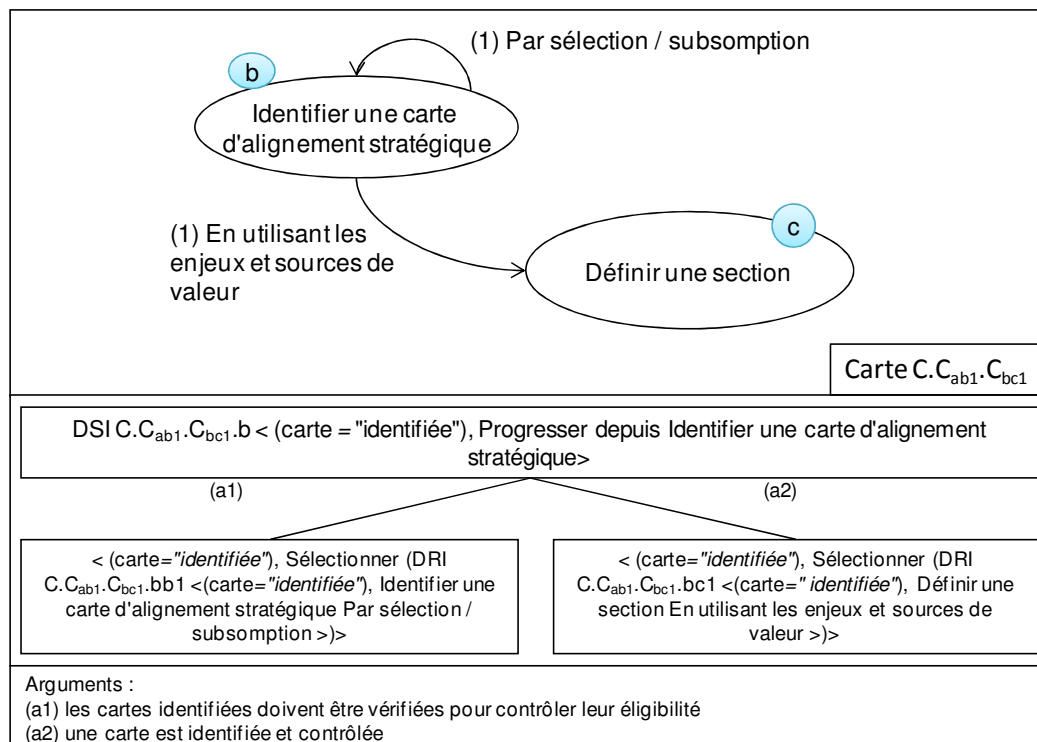 (1) Par sélection / subsomption
b
Identifier une carte
d'alignement stratégique
(1) En utilisant les
enjeux et sources de
valeur
c
Définir une section
Carte C.Cab1.Cbc1
DSI C.Cab1.Cbc1.b < (carte = "identifiée"), Progresser depuis Identifier une carte d'alignement
stratégique>
(a1)
(a2)
< (carte="identifiée"), Sélectionner (DRI
C.Cab1.Cbc1.bb1 <(carte="identifiée"), Identifier une
carte d'alignement stratégique Par sélection /
subsomption >)>
< (carte="identifiée"), Sélectionner (DRI
C.Cab1.Cbc1.bc1 <(carte=" identifiée"), Définir une
section En utilisant les enjeux et sources de
valeur >)>
Arguments :
(a1) les cartes identifiées doivent être vérifiées pour contrôler leur éligibilité
(a2) une carte est identifiée et contrôlée